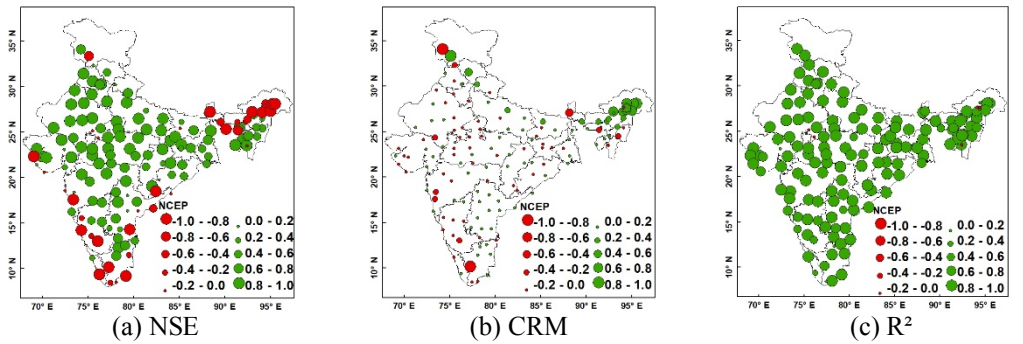 35° N
30° N
25° N
20° N
15° N
10° N
70° E 75° E 80° E 85° E 90° E 95° E
NCEP
-1.0 - -0.8 0.0 - 0.2
-0.8 - -0.6 0.2 - 0.4
-0.6 - -0.4 0.4 - 0.6
-0.4 - -0.2 0.6 - 0.8
-0.2 - 0.0 0.8 - 1.0
(a) NSE
35° N
30° N
25° N
20° N
15° N
10° N
70° E 75° E 80° E 85° E 90° E 95° E
NCEP
-1.0 - -0.8 0.0 - 0.2
-0.8 - -0.6 0.2 - 0.4
-0.6 - -0.4 0.4 - 0.6
-0.4 - -0.2 0.6 - 0.8
-0.2 - 0.0 0.8 - 1.0
(b) CRM
35° N
30° N
25° N
20° N
15° N
10° N
70° E 75° E 80° E 85° E 90° E 95° E
NCEP
-1.0 - -0.8 0.0 - 0.2
-0.8 - -0.6 0.2 - 0.4
-0.6 - -0.4 0.4 - 0.6
-0.4 - -0.2 0.6 - 0.8
-0.2 - 0.0 0.8 - 1.0
(c) R²